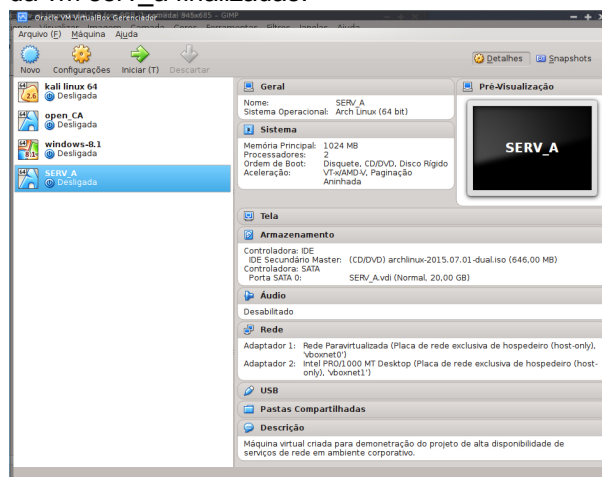 da VM serv_a finalizadas.
Oracle VM VirtualBox Gerenciador
Arquivo (F) Máquina Ajuda
Novo Configurações Iniciar (T) Descartar
Detalhes Snapshots
kali linux 64
Desligada
open_CA
Desligada
windows-8.1
Desligada
SERV_A
Desligada
Geral
Nome: SERV_A
Sistema Operacional: Arch Linux (64 bit)
Sistema
Memória Principal: 1024 MB
Processadores: 2
Ordem de Boot: Disquete, CD/DVD, Disco Rígido
Aceleração: VT-x/AMD-V, Paginação
Aninhada
Pré-Visualização
SERV_A
Tela
Armazenamento
Controladora: IDE
IDE Secundário Master: (CD/DVD) archlinux-2015.07.01-dual.iso (646,00 MB)
Controladora: SATA
Porta SATA 0: SERV_A.vdi (Normal, 20,00 GB)
Áudio
Desabilitado
Rede
Adaptador 1: Rede Paravirtualizada (Placa de rede exclusiva de hospedeiro (host-only),
'vboxnet0')
Adaptador 2: Intel PRO/1000 MT Desktop (Placa de rede exclusiva de hospedeiro (host-
only), 'vboxnet1')
USB
Pastas Compartilhadas
Descrição
Máquina virtual criada para demonetração do projeto de alta disponibilidade de
serviços de rede em ambiente corporativo.